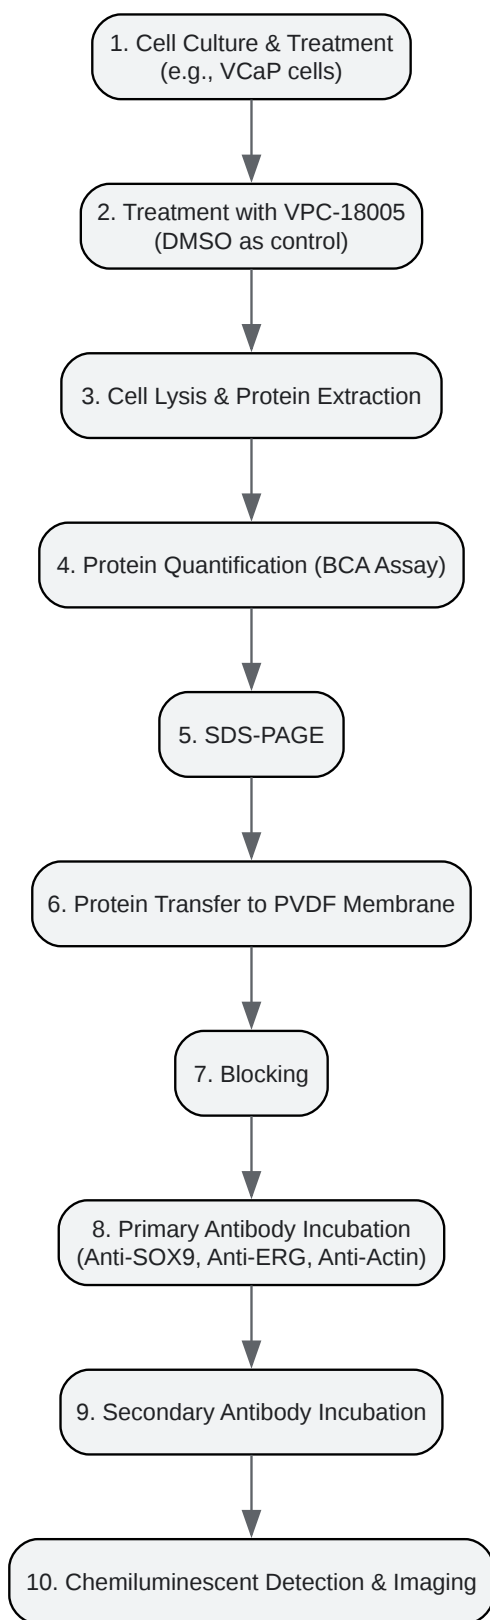 1. Cell Culture & Treatment
(e.g., VCaP cells)
2. Treatment with VPC-18005
(DMSO as control)
3. Cell Lysis & Protein Extraction
4. Protein Quantification (BCA Assay)
5. SDS-PAGE
6. Protein Transfer to PVDF Membrane
7. Blocking
8. Primary Antibody Incubation
(Anti-SOX9, Anti-ERG, Anti-Actin)
9. Secondary Antibody Incubation
10. Chemiluminescent Detection & Imaging